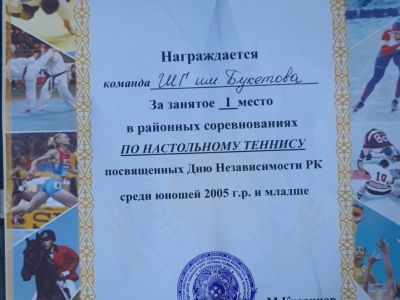 Награждается
команда ШГ им. Букетова
За занятое I место
в районных соревнованиях
ПО НАСТОЛЬНОМУ ТЕННИСУ
посвященных Дню Независимости РК
среди юношей 2005 г.р. и младше